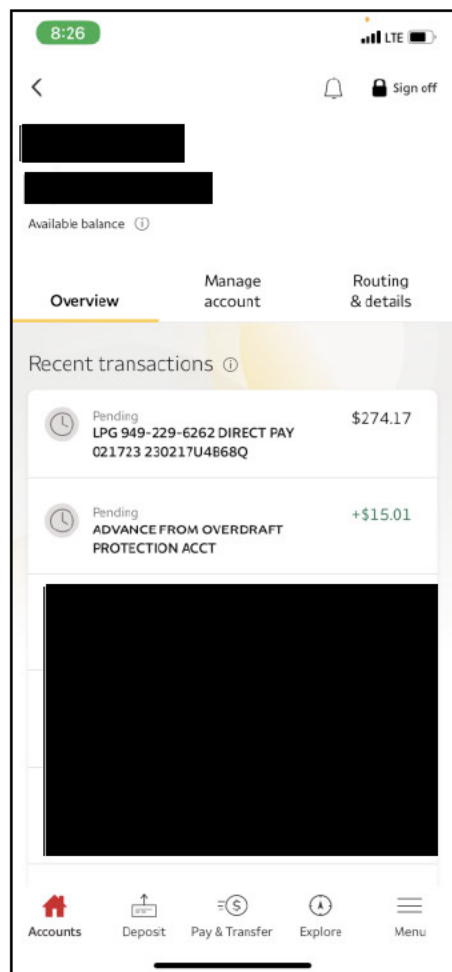 8:26
LTE
Sign off
Available balance
Overview
Manage
account
Routing
& details
Recent transactions
Pending
$274.17
LPG 949-229-6262 DIRECT PAY
021723 230217U4B68Q
Pending
+$15.01
ADVANCE FROM OVERDRAFT
PROTECTION ACCT
Accounts
Deposit
Pay & Transfer
Explore
Menu